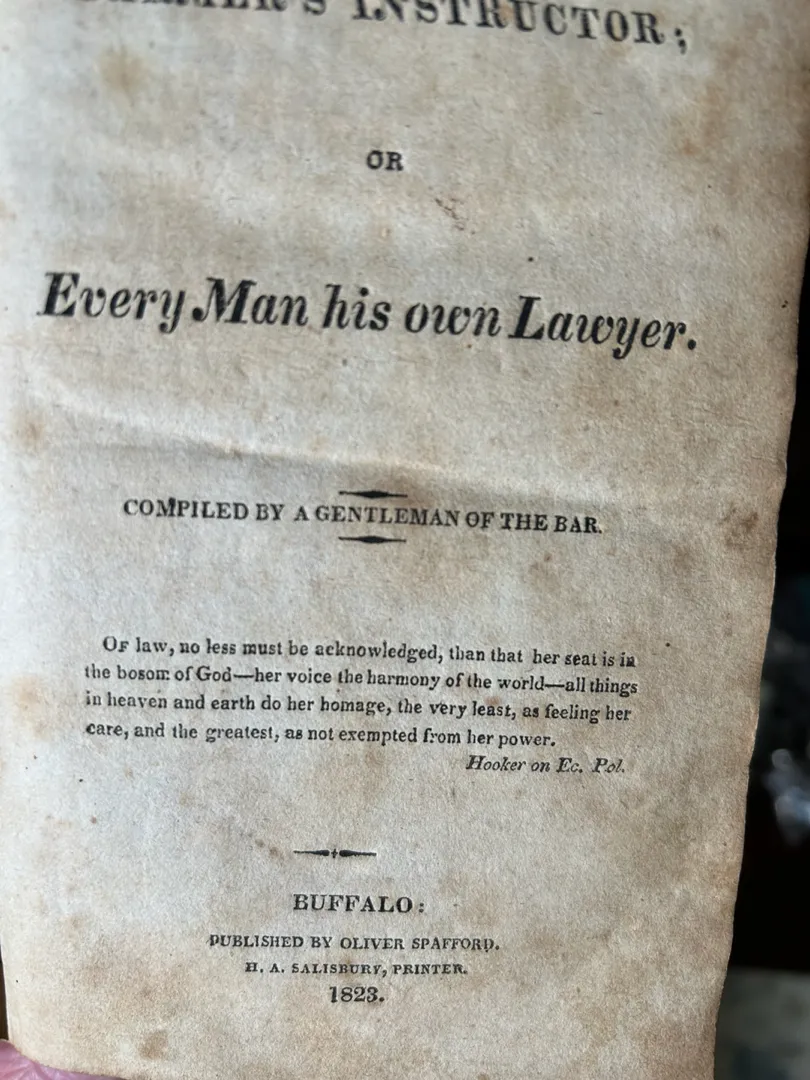 INSTRUCTOR;
OR
Every Man his own Lawyer.
COMPILED BY A GENTLEMAN OF THE BAR.
OF law, no less must be acknowledged, than that her seat is in
the bosom of God—her voice the harmony of the world—all things
in heaven and earth do her homage, the very least, as feeling her
care, and the greatest, as not exempted from her power.
Hooker on Ec. Pol.
BUFFALO:
PUBLISHED BY OLIVER SPAFFORD.
H. A. SALISBURY, PRINTER.
1823.